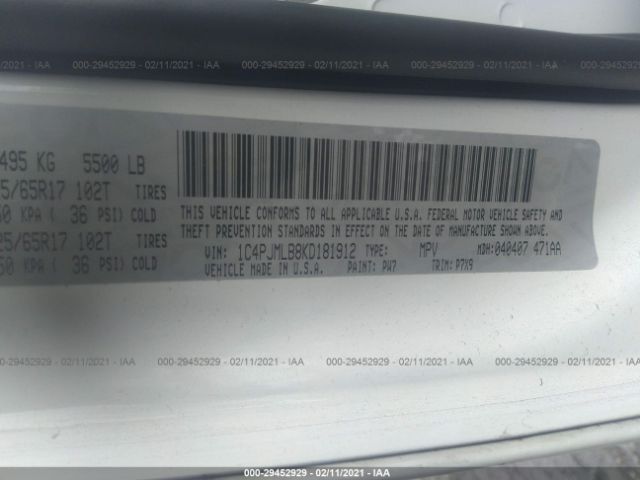 000-29452929 - 02/11/2021 - IAA
000-29452929 - 02/11/2021 - IAA
000-29452929 - 02/11/2021 - IAA
495 KG 5500 LB
5/65R17 102T TIRES
50 KPA ( 36 PSI) COLD
25/65R17 102T TIRES
50 KPA ( 36 PSI) COLD
THIS VEHICLE CONFORMS TO ALL APPLICABLE U.S.A. FEDERAL MOTOR VEHICLE SAFETY AND
THEFT PREVENTION STANDARDS IN EFFECT ON THE DATE OF MANUFACTURE SHOWN ABOVE.
VIN: 1C4PJMLB8KD181912 TYPE: MPV MDH: 040407 471AA
VEHICLE MADE IN U.S.A. PAINT: PW7 TRIM: P7X9
000-29452929 - 02/11/2021 - IAA
000-29452929 - 02/11/2021 - IAA
000-29452929 - 02/11/2021 - IAA
000-29452929 - 02/11/2021 - IAA